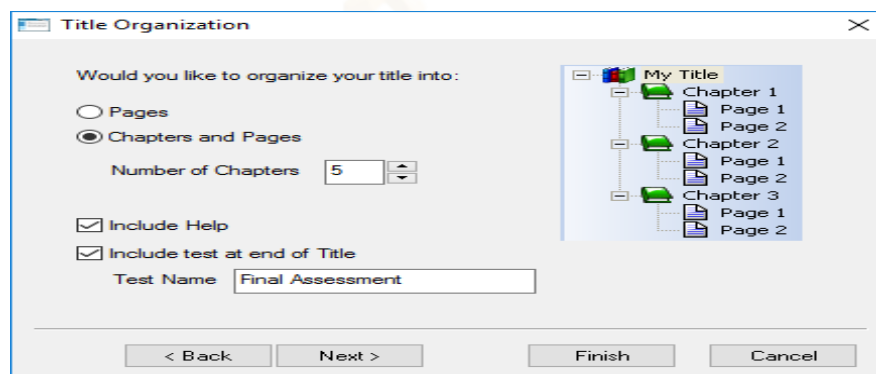 Title Organization
Would you like to organize your title into:
Pages
Chapters and Pages
Number of Chapters 5
Include Help
Include test at end of Title
Test Name Final Assessment
My Title
Chapter 1
Page 1
Page 2
Chapter 2
Page 1
Page 2
Chapter 3
Page 1
Page 2
< Back Next > Finish Cancel